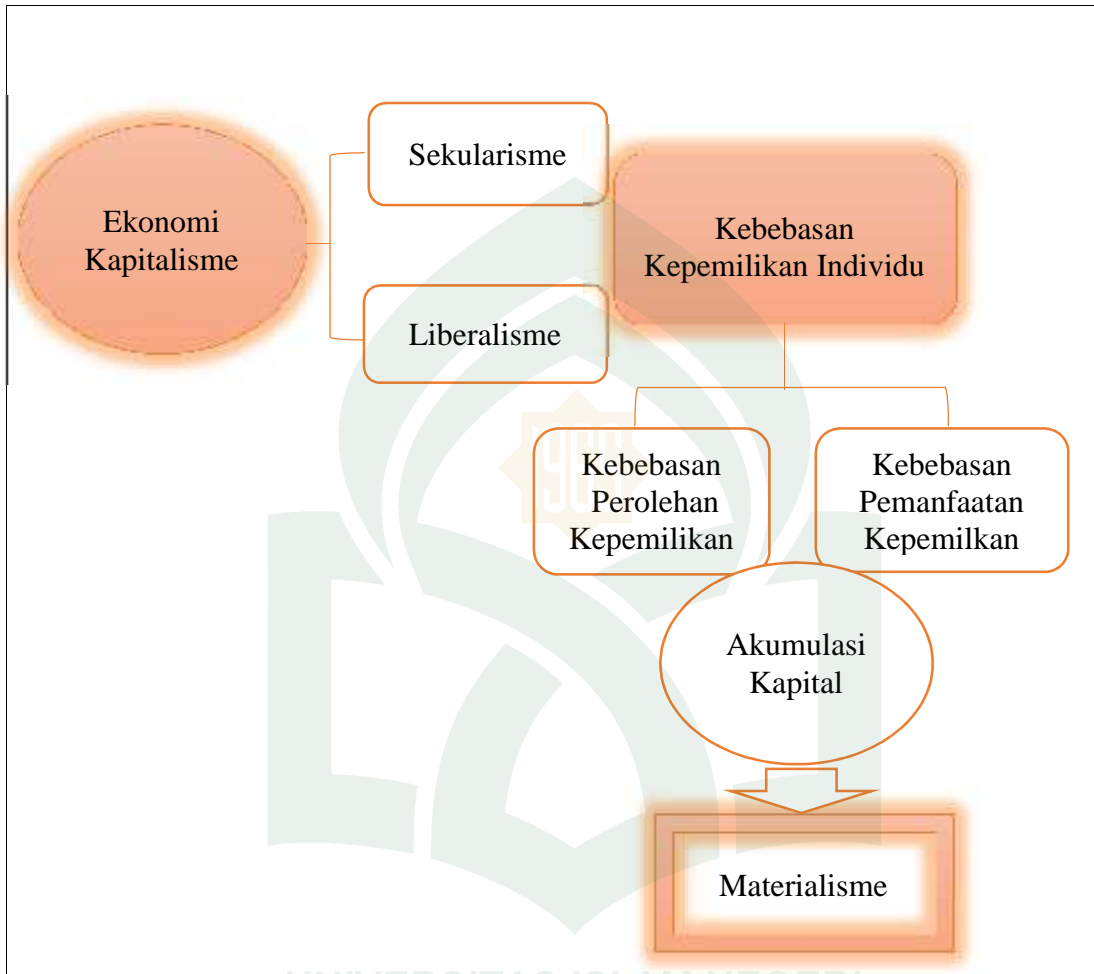 Ekonomi
Kapitalisme
Sekularisme
Liberalisme
Kebebasan
Kepemilikan Individu
Kebebasan
Perolehan
Kepemilikan
Kebebasan
Pemanfaatan
Kepemilkan
Akumulasi
Kapital
Materialisme